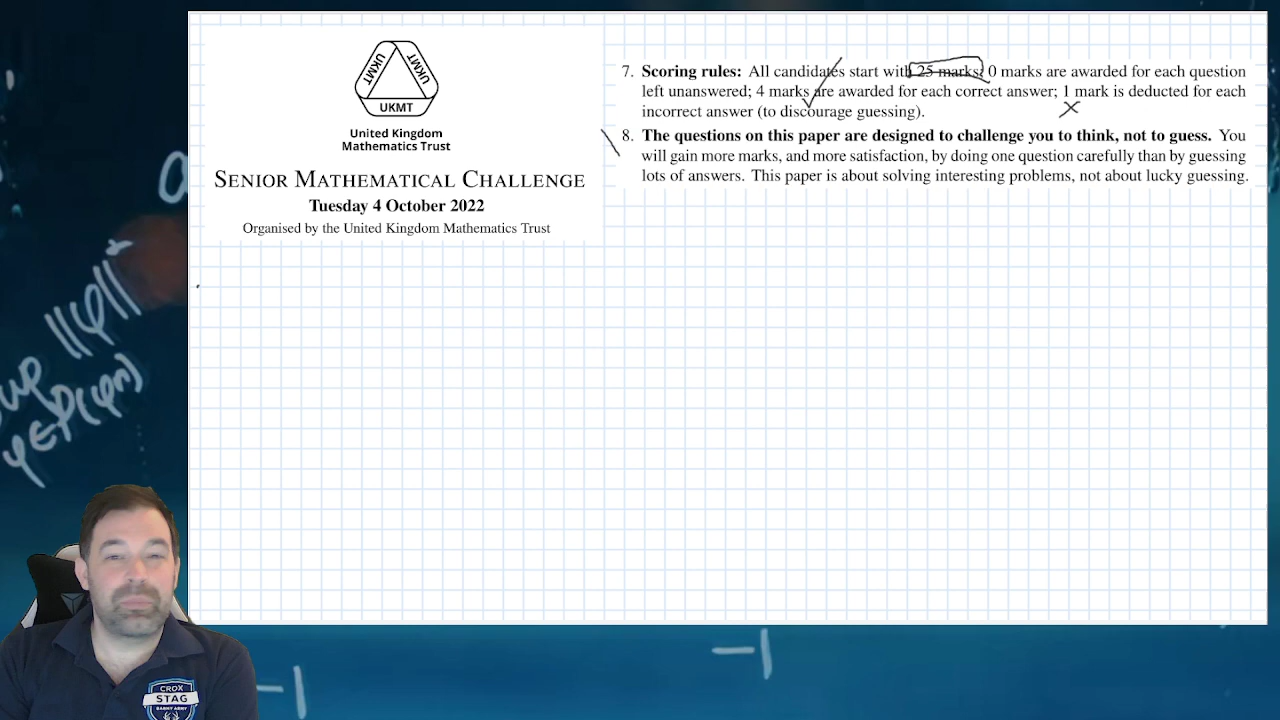 UKMT
UKMT
UKMT
United Kingdom
Mathematics Trust
SENIOR MATHEMATICAL CHALLENGE
Tuesday 4 October 2022
Organised by the United Kingdom Mathematics Trust
7. Scoring rules: All candidates start with 25 marks; 0 marks are awarded for each question
left unanswered; 4 marks are awarded for each correct answer; 1 mark is deducted for each
incorrect answer (to discourage guessing).
8. The questions on this paper are designed to challenge you to think, not to guess. You
will gain more marks, and more satisfaction, by doing one question carefully than by guessing
lots of answers. This paper is about solving interesting problems, not about lucky guessing.
||φ||
φ∈P(φn)
-1
-1
CROX
STAG
BARMY ARMY